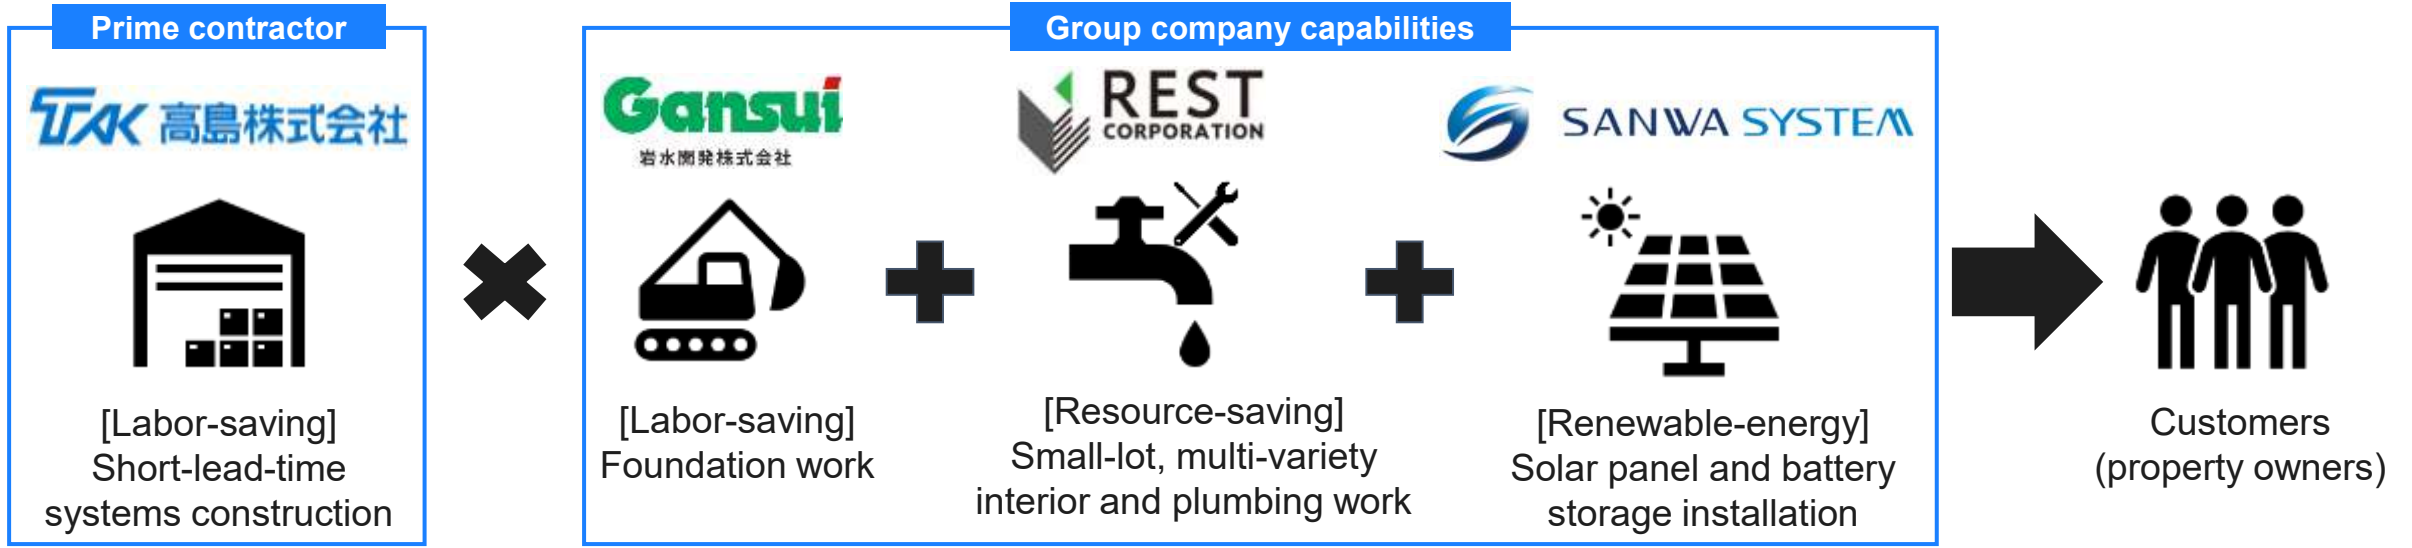 Prime contractor
TAK 高島株式会社
[Labor-saving]
Short-lead-time
systems construction
Group company capabilities
Gansui
岩水開発株式会社
[Labor-saving]
Foundation work
REST
CORPORATION
[Resource-saving]
Small-lot, multi-variety
interior and plumbing work
SANWA SYSTEM
[Renewable-energy]
Solar panel and battery
storage installation
Customers
(property owners)